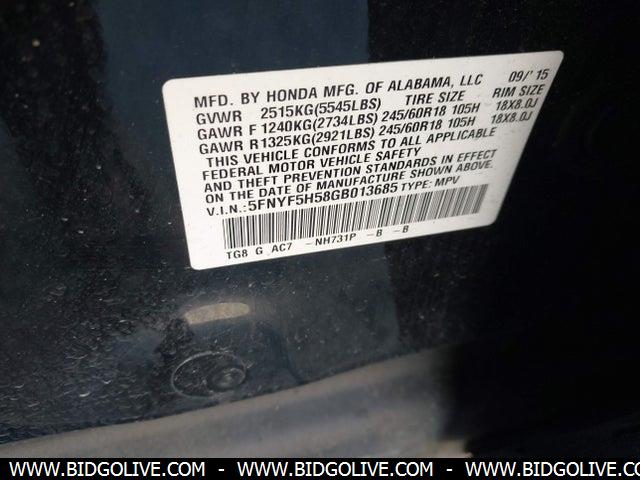 MFD. BY HONDA MFG. OF ALABAMA, LLC 09/'15
GVWR 2515KG(5545LBS) TIRE SIZE RIM SIZE
GAWR F 1240KG(2734LBS) 245/60R18 105H 18X8.0J
GAWR R 1325KG(2921LBS) 245/60R18 105H 18X8.0J
THIS VEHICLE CONFORMS TO ALL
FEDERAL MOTOR VEHICLE SAFETY
AND THEFT PREVENTION STANDARDS IN EFFECT
ON THE DATE OF MANUFACTURE SHOWN ABOVE.
V.I.N.:5FNYF5H58GB013685 TYPE: MPV
TG8 G AC7 -NH731P -B -B
WWW.BIDGOLIVE.COM - WWW.BIDGOLIVE.COM - WWW.BIDGOLIVE.COM